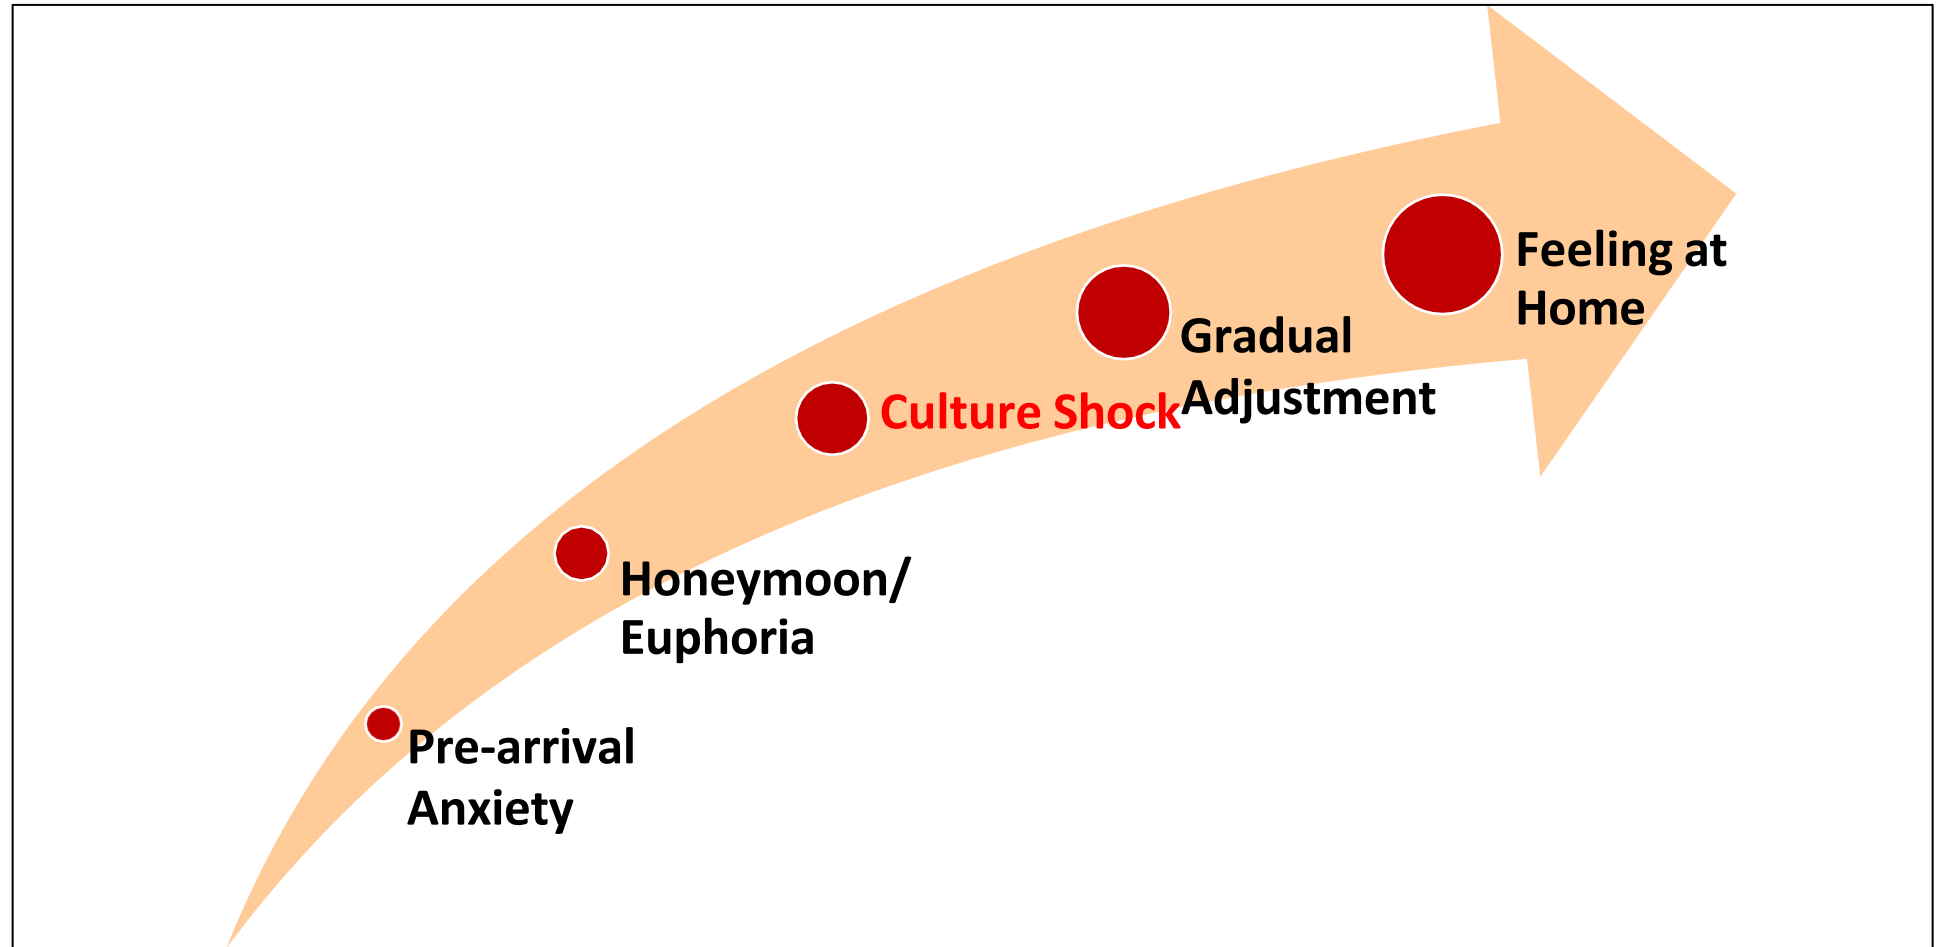 Feeling at
Home
Gradual
Adjustment
Culture Shock
Honeymoon/
Euphoria
Pre-arrival
Anxiety